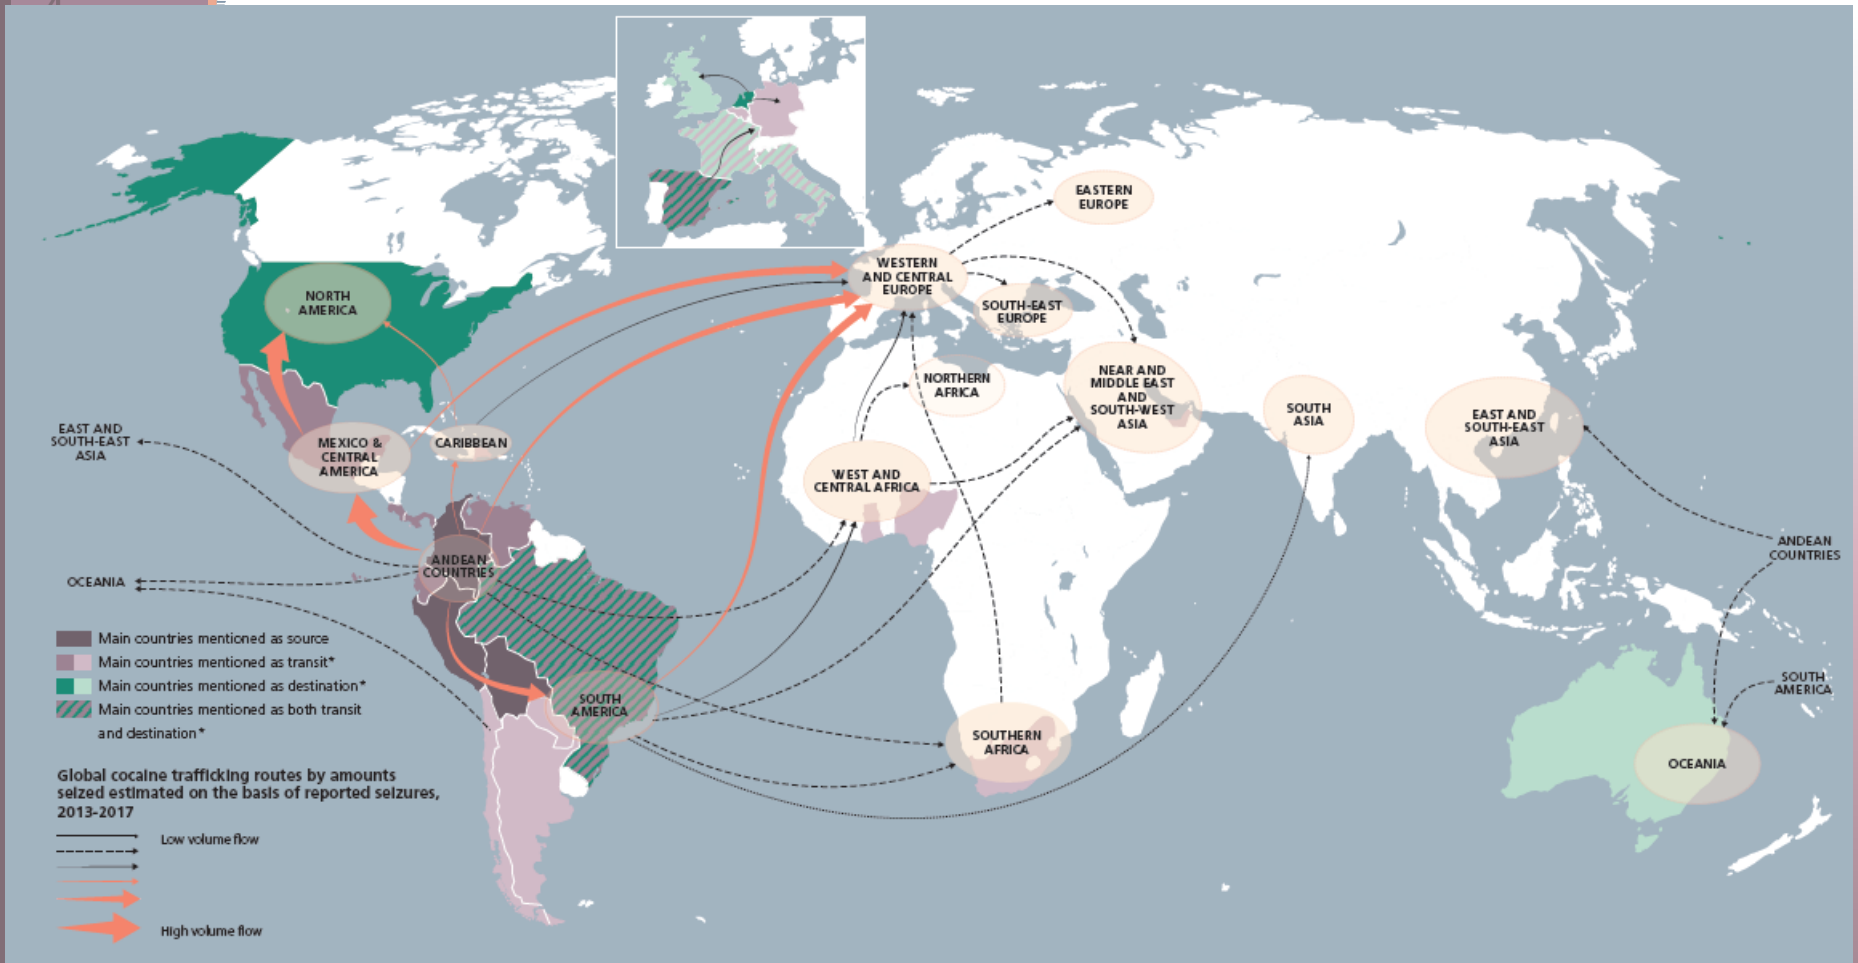 EASTERN
EUROPE
WESTERN
AND CENTRAL
EUROPE
NORTH
AMERICA
SOUTH-EAST
EUROPE
NORTHERN
AFRICA
NEAR AND
MIDDLE EAST
AND
SOUTH-WEST
ASIA
SOUTH
ASIA
EAST AND
SOUTH-EAST
ASIA
EAST AND
SOUTH-EAST
ASIA
MEXICO &
CENTRAL
AMERICA
CARIBBEAN
WEST AND
CENTRAL AFRICA
ANDEAN
COUNTRIES
ANDEAN
COUNTRIES
OCEANIA
SOUTH
AMERICA
SOUTH
AMERICA
SOUTHERN
AFRICA
OCEANIA
Main countries mentioned as source
Main countries mentioned as transit*
Main countries mentioned as destination*
Main countries mentioned as both transit
and destination*
Global cocaine trafficking routes by amounts
seized estimated on the basis of reported seizures,
2013-2017
Low volume flow
High volume flow